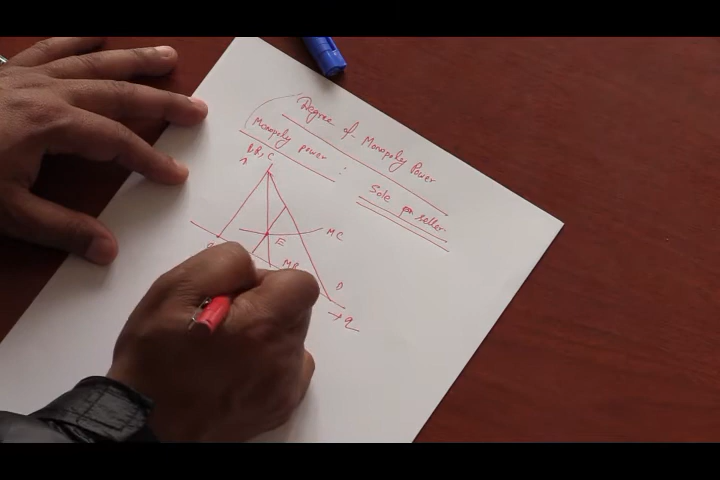 Degree of Monopoly Power
Monopoly power :
Sole seller
P, R, C
MC
E
MR
D
→ q